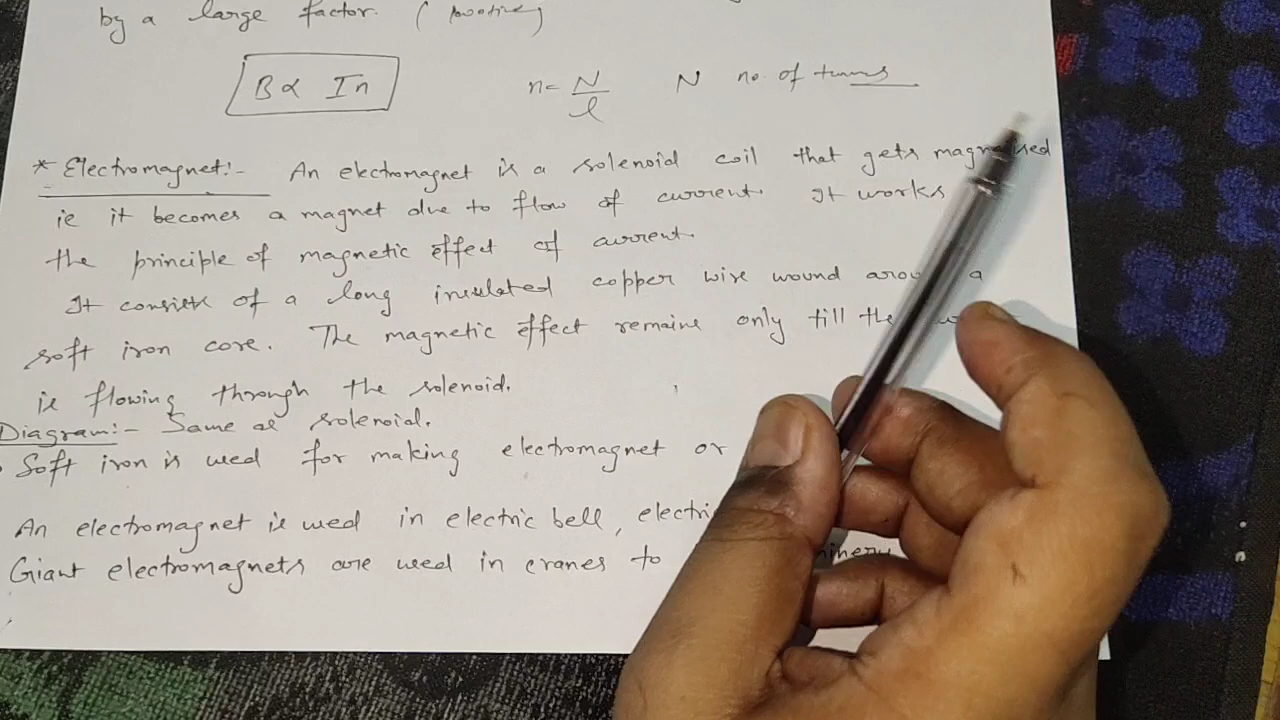 by a large factor. (
B ∝ In n = N/l N no. of turns
* Electromagnet:- An electromagnet is a solenoid coil that gets magnetised
ie it becomes a magnet due to flow of current. It works
the principle of magnetic effect of current.
It consists of a long insulated copper wire wound around a
soft iron core. The magnetic effect remains only till the
is flowing through the solenoid.
Diagram:- Same as solenoid.
Soft iron is used for making electromagnet or
An electromagnet is used in electric bell, electric
Giant electromagnets are used in cranes to